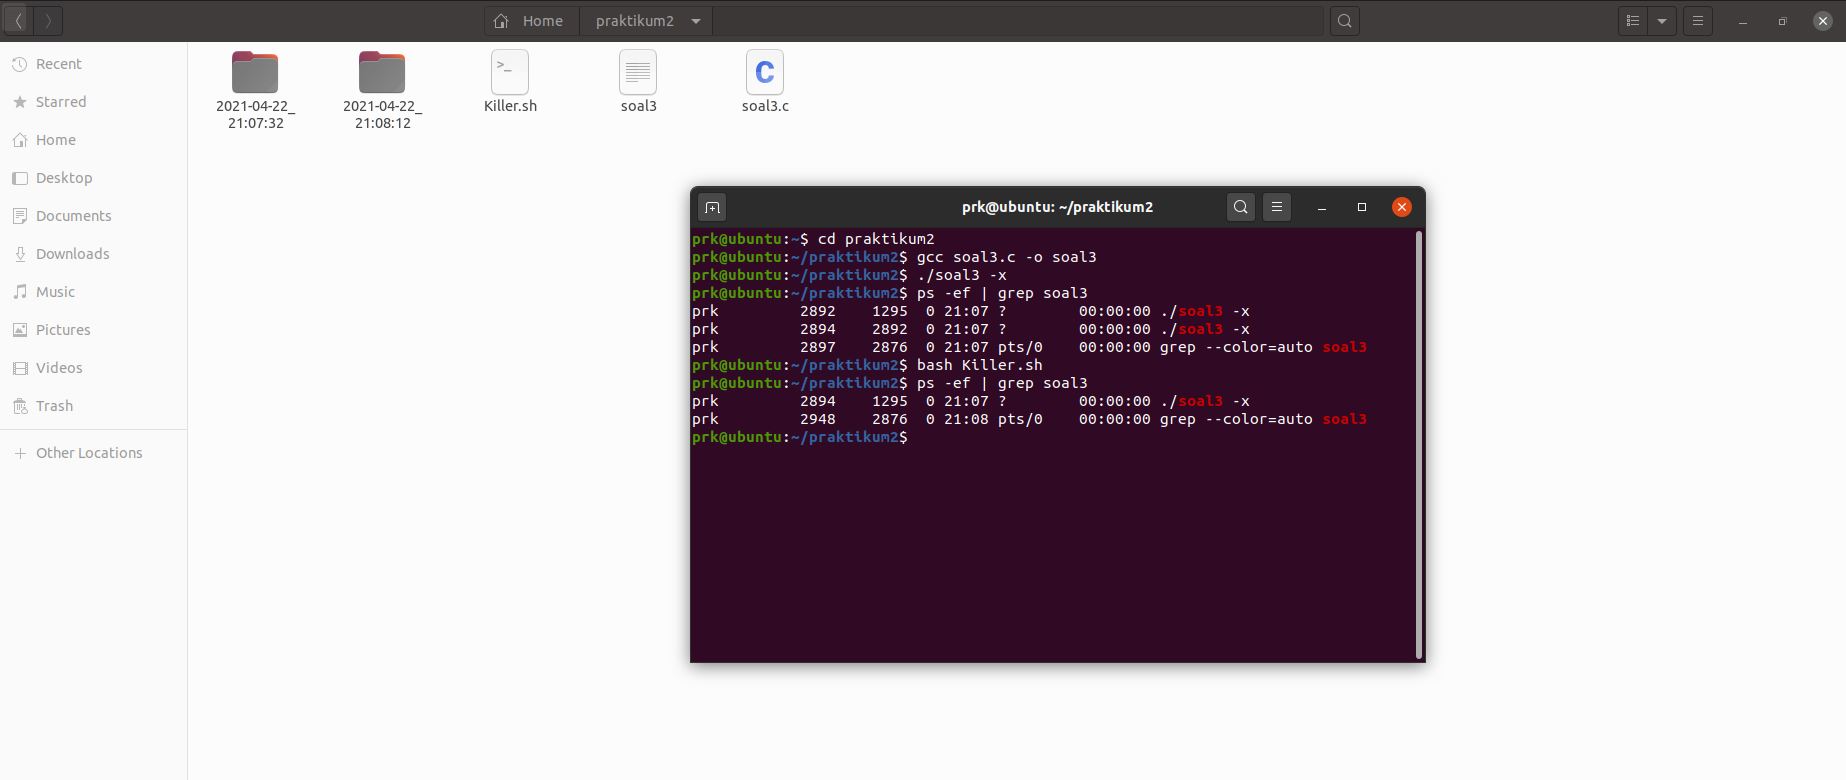 Home praktikum2
Recent
Starred
Home
Desktop
Documents
Downloads
Music
Pictures
Videos
Trash
Other Locations
2021-04-22_
21:07:32
2021-04-22_
21:08:12
Killer.sh
soal3
soal3.c
prk@ubuntu: ~/praktikum2
prk@ubuntu:~$ cd praktikum2
prk@ubuntu:~/praktikum2$ gcc soal3.c -o soal3
prk@ubuntu:~/praktikum2$ ./soal3 -x
prk@ubuntu:~/praktikum2$ ps -ef | grep soal3
prk         2892    1295  0 21:07 ?        00:00:00 ./soal3 -x
prk         2894    2892  0 21:07 ?        00:00:00 ./soal3 -x
prk         2897    2876  0 21:07 pts/0    00:00:00 grep --color=auto soal3
prk@ubuntu:~/praktikum2$ bash Killer.sh
prk@ubuntu:~/praktikum2$ ps -ef | grep soal3
prk         2894    1295  0 21:07 ?        00:00:00 ./soal3 -x
prk         2948    2876  0 21:08 pts/0    00:00:00 grep --color=auto soal3
prk@ubuntu:~/praktikum2$